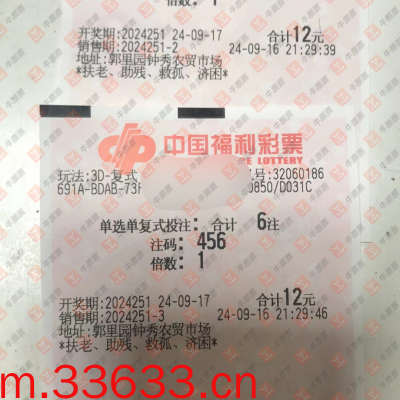 倍数: 1
开奖期:2024251 24-09-17 合计12元
销售期:2024251-2 24-09-16 21:29:39
地址:郭里园钟秀农贸市场
*扶老、助残、救孤、济困*
中国福利彩票
LOTTERY
玩法:3D-复式 号:32060186
691A-BDAB-73 0850/D031C
单选单复式投注: 合计 6注
注码: 456
倍数: 1
开奖期:2024251 24-09-17 合计12元
销售期:2024251-3 24-09-16 21:29:46
地址:郭里园钟秀农贸市场
*扶老、助残、救孤、济困*
m.33633.cn